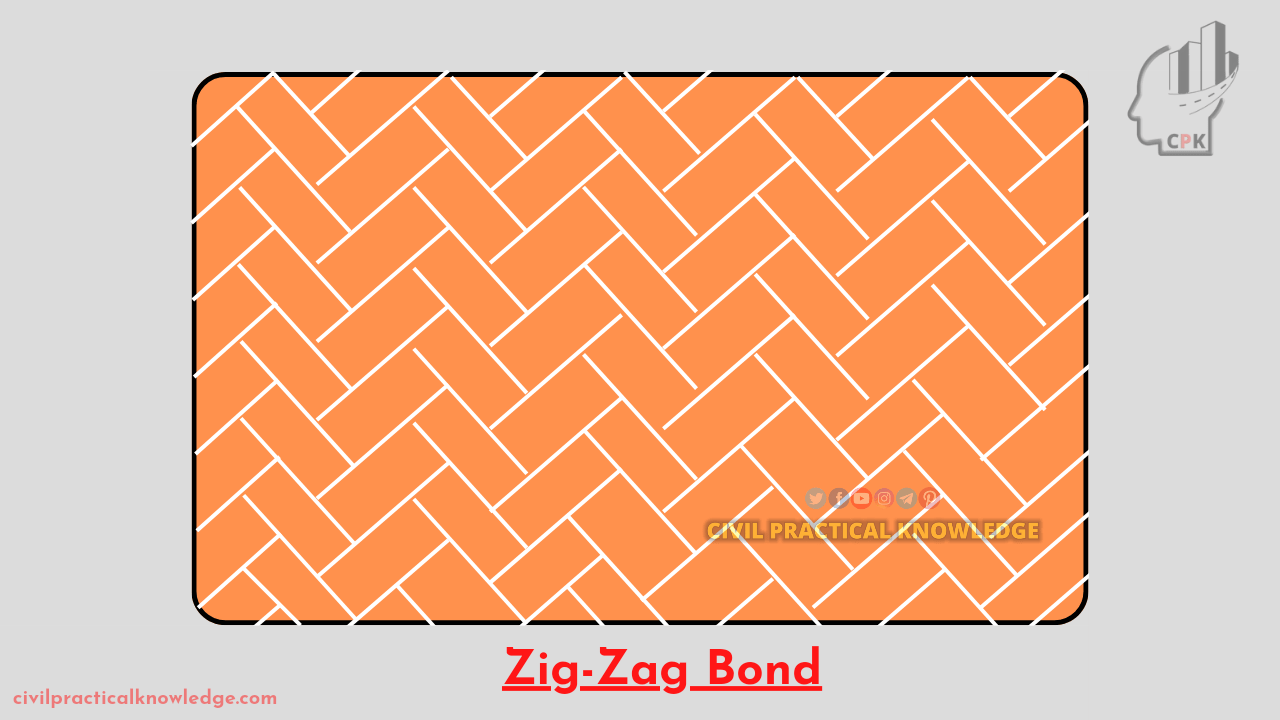 CPK
CIVIL PRACTICAL KNOWLEDGE
Zig-Zag Bond
civilpracticalknowledge.com